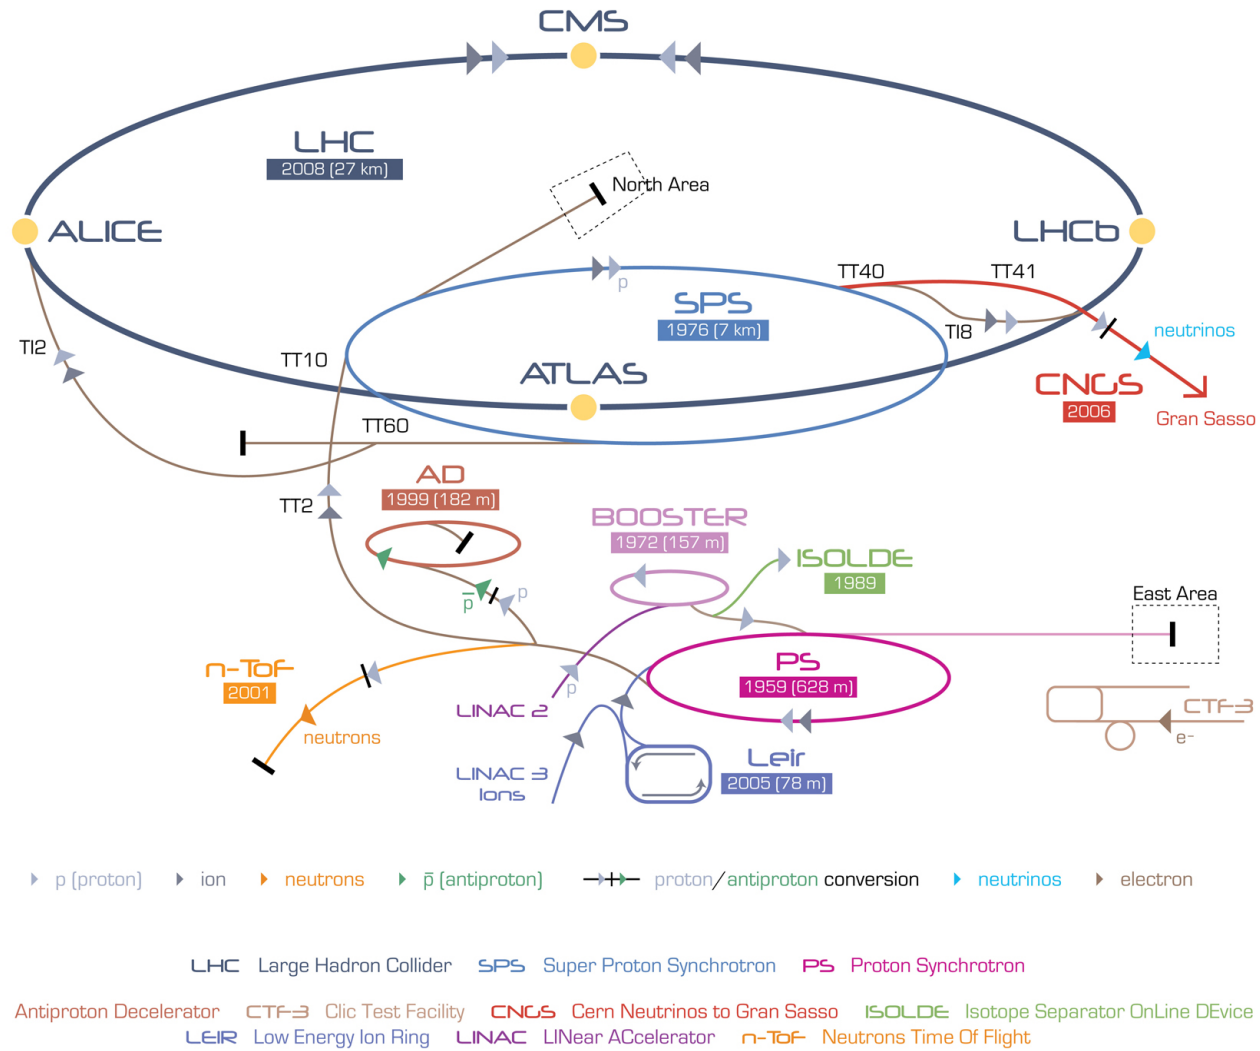 CMS
LHC
2008 (27 km)
North Area
ALICE
LHCb
TT40
TT41
p
SPS
1976 (7 km)
TI8
neutrinos
TI2
TT10
ATLAS
CNGS
2006
Gran Sasso
TT60
AD
1999 (182 m)
TT2
BOOSTER
1972 (157 m)
ISOLDE
1989
p̄
p
East Area
n-ToF
2001
PS
1959 (628 m)
p
LINAC 2
CTF-3
e-
neutrons
LINAC 3
Ions
Leir
2005 (78 m)
p (proton) ion neutrons p̄ (antiproton) proton/antiproton conversion neutrinos electron
LHC Large Hadron Collider SPS Super Proton Synchrotron PS Proton Synchrotron
Antiproton Decelerator CTF-3 Clic Test Facility CNGS Cern Neutrinos to Gran Sasso ISOLDE Isotope Separator OnLine DEvice
LEIR Low Energy Ion Ring LINAC LINear ACcelerator n-ToF Neutrons Time Of Flight